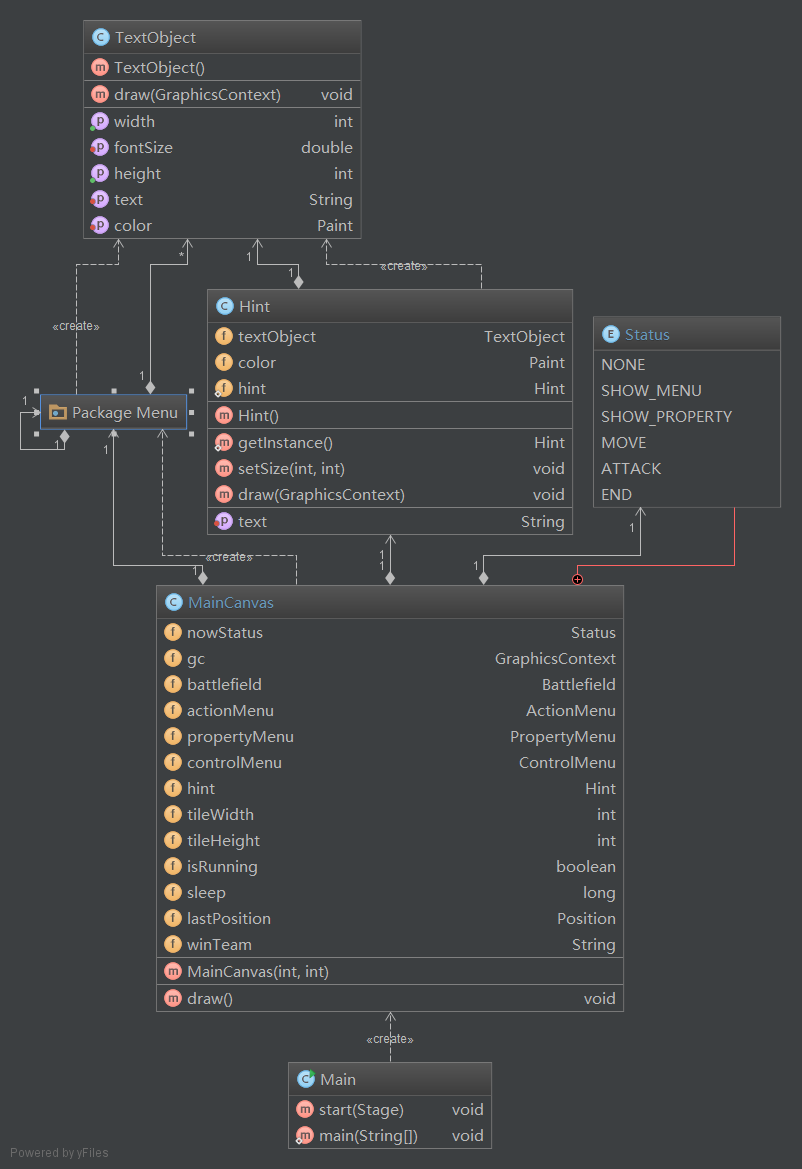 TextObject
TextObject()
draw(GraphicsContext) void
width int
fontSize double
height int
text String
color Paint
*
1
1
«create»
«create»
Hint
textObject TextObject
color Paint
hint Hint
Hint()
getInstance() Hint
setSize(int, int) void
draw(GraphicsContext) void
text String
Status
NONE
SHOW_MENU
SHOW_PROPERTY
MOVE
ATTACK
END
1
1
Package Menu
1
1
1
1
«create»
1
1
1
1
MainCanvas
nowStatus Status
gc GraphicsContext
battlefield Battlefield
actionMenu ActionMenu
propertyMenu PropertyMenu
controlMenu ControlMenu
hint Hint
tileWidth int
tileHeight int
isRunning boolean
sleep long
lastPosition Position
winTeam String
MainCanvas(int, int)
draw() void
«create»
Main
start(Stage) void
main(String[]) void
Powered by yFiles